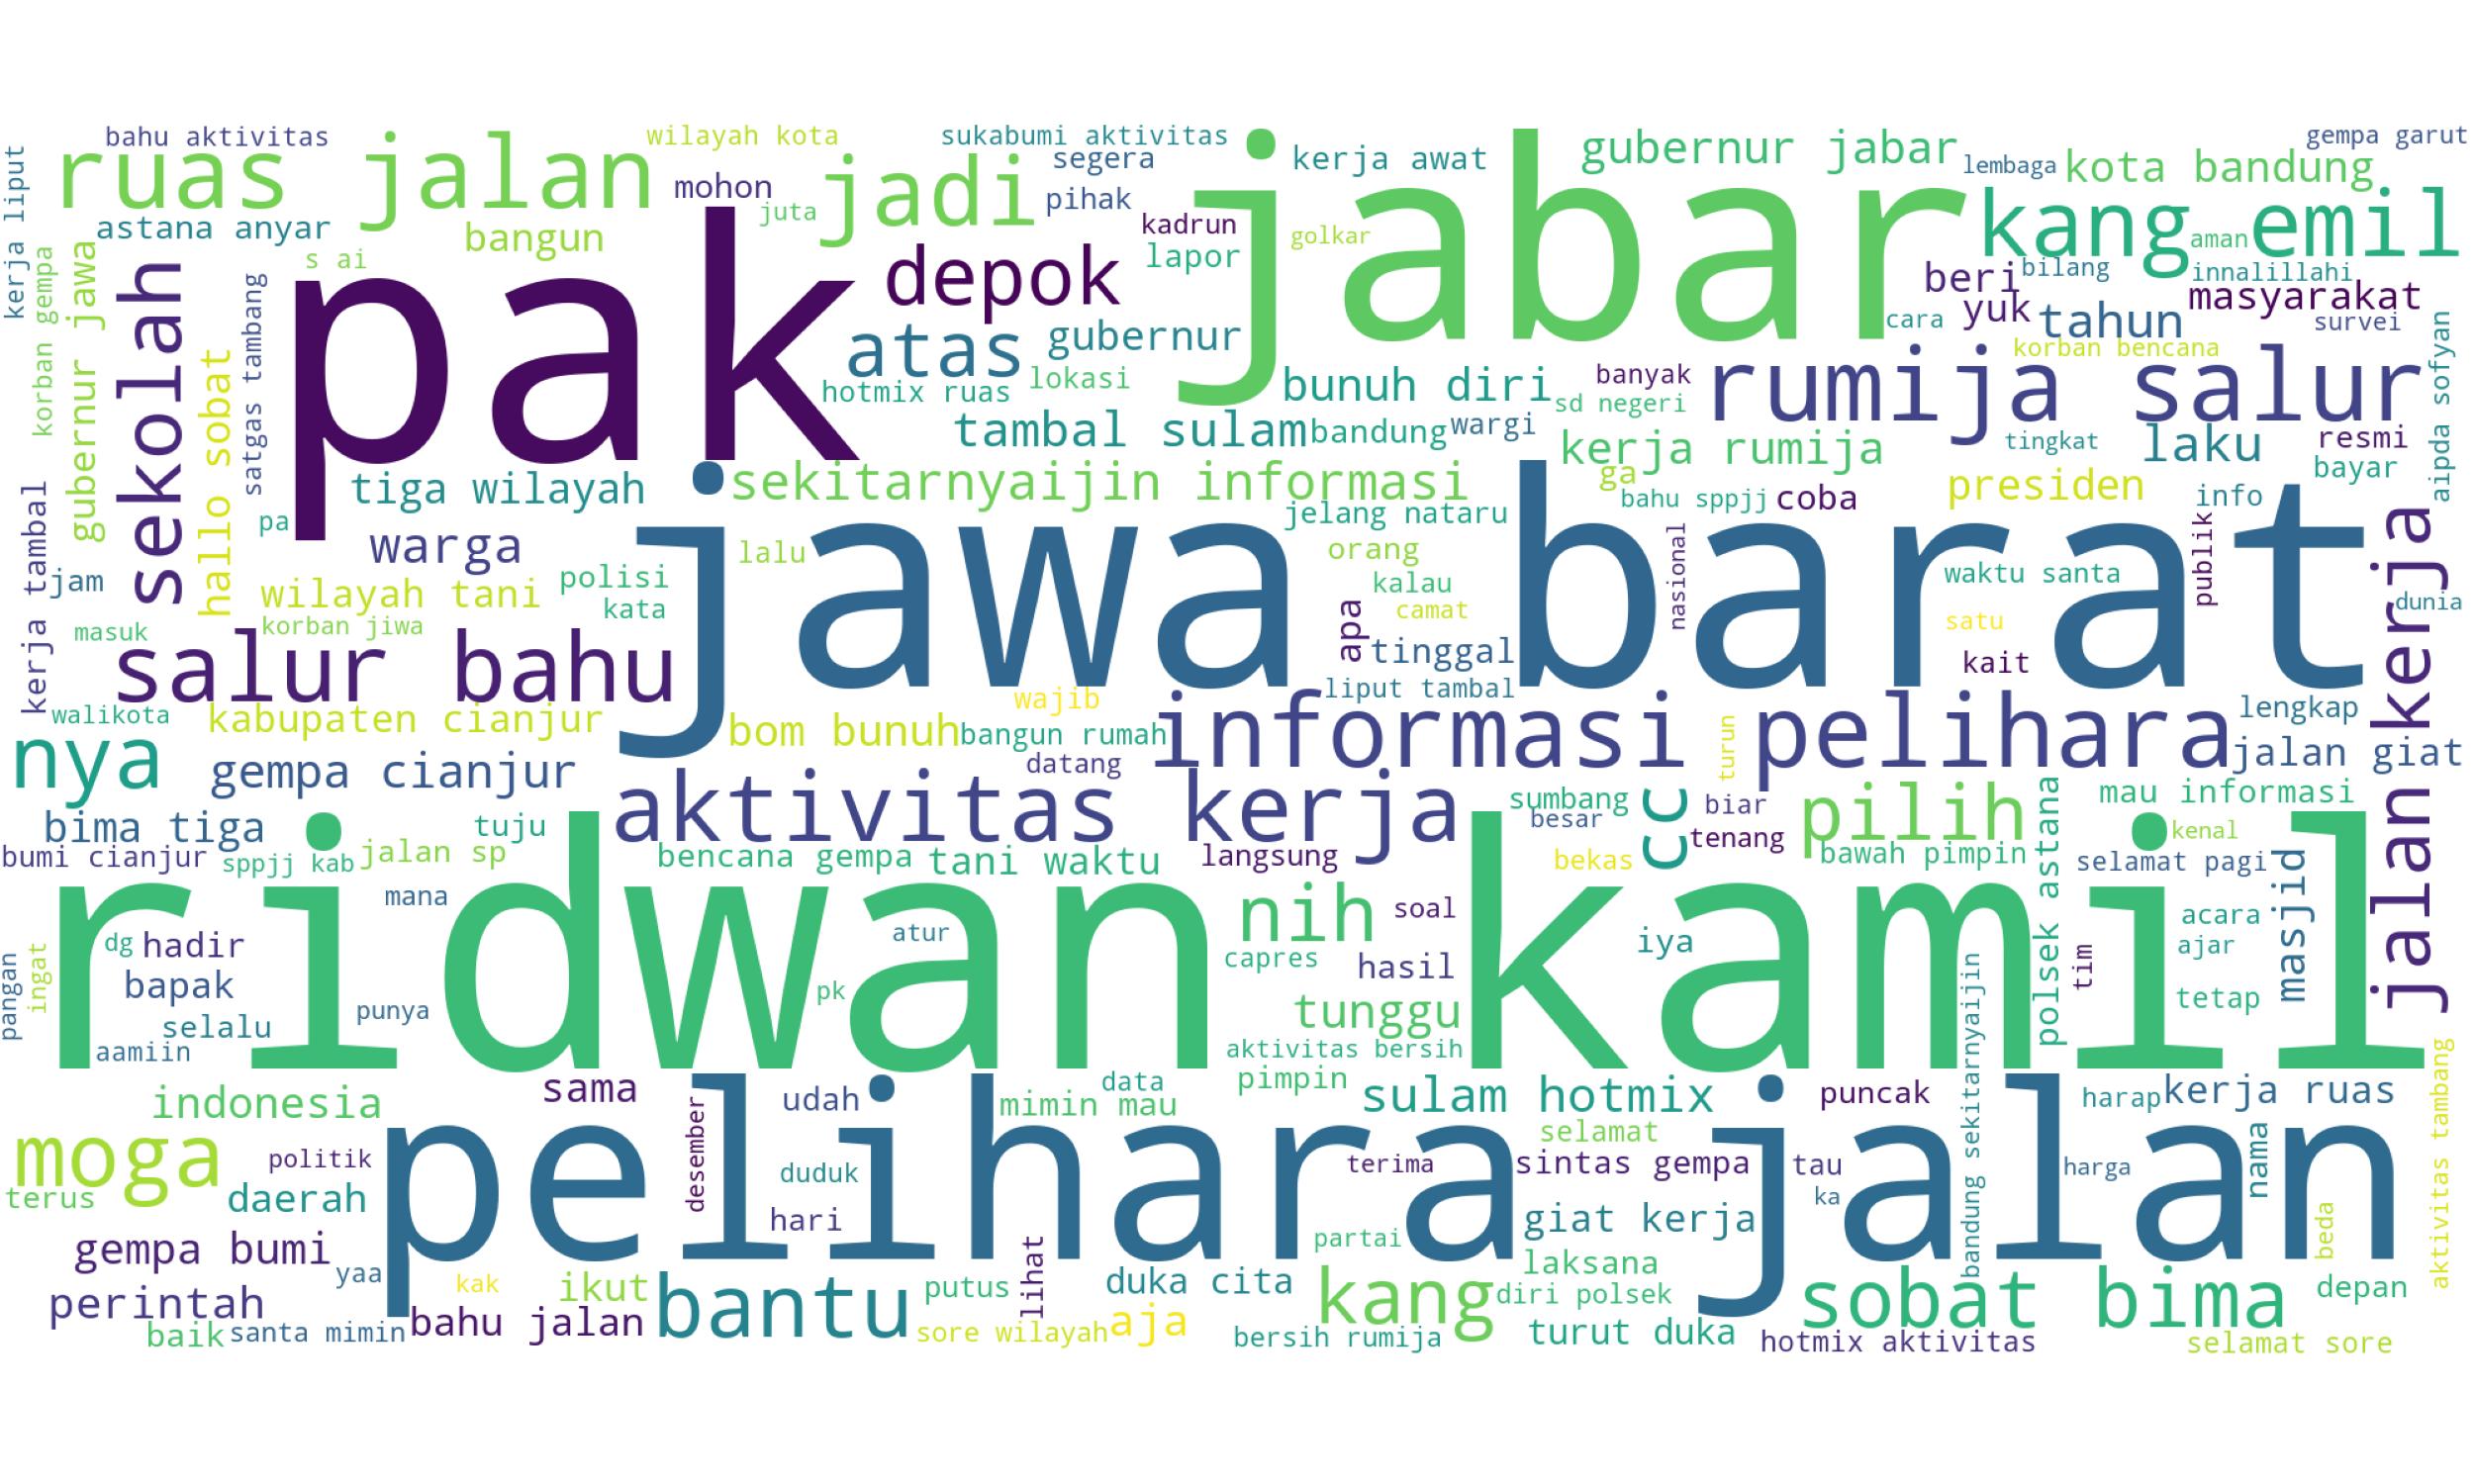 bahu aktivitas
wilayah kota
sukabumi aktivitas
gempa garut
ruas jalan
jadi
segera
kerja awat
gubernur jabar
lembaga
kota bandung
kerja liput
mohon
pihak
jabar
kang emil
astana anyar
juta
kadrun
golkar
aman
bangun
s ai
pak
depok
lapor
beri
bilang
innalillahi
korban gempa
gubernur jawa
sekolah
satgas tambang
masyarakat
yuk
tahun
cara
survei
atas
gubernur
hallo sobat
korban bencana
aipda sofyan
hotmix ruas
lokasi
bunuh diri
banyak
rumija salur
sd negeri
tambal sulam
bandung
wargi
kerja rumija
tingkat
laku
resmi
bayar
tiga wilayah
sekitarnyaijin informasi
ga
bahu sppjj
coba
presiden
info
pa
jelang nataru
kerja tambal
warga
lalu
jawa barat
orang
nasional
publik
jalan kerja
jam
wilayah tani
polisi
kalau
waktu santa
kata
camat
dunia
masuk
korban jiwa
apa
satu
salur bahu
tinggal
kait
liput tambal
wajib
walikota
kabupaten cianjur
bom bunuh
bangun rumah
informasi pelihara
lengkap
turun
nya
gempa cianjur
datang
jalan giat
aktivitas kerja
sumbang
cc
biar
pilih
polsek astana
mau informasi
bima tiga
tuju
besar
tenang
kenal
bumi cianjur
sppjj kab
jalan sp
bencana gempa
tani waktu
langsung
bekas
bawah pimpin
selamat pagi
ridwan kamil
mana
nih
soal
masjid
acara
dg
hadir
atur
iya
tim
ajar
pangan
ingat
bapak
capres
hasil
bandung sekitarnyaijin
tetap
punya
pk
tunggu
selalu
aamiin
aktivitas bersih
aktivitas tambang
sama
data
pimpin
sulam hotmix
puncak
harap
kerja ruas
indonesia
desember
udah
mimin mau
moga
politik
pelihara jalan
selamat
duduk
terima
sintas gempa
tau
harga
nama
terus
daerah
ka
hari
giat kerja
gempa bumi
partai
beda
lihat
yaa
kak
ikut
bantu
putus
duka cita
laksana
perintah
kang
diri polsek
sobat bima
depan
bahu jalan
aja
baik
santa mimin
sore wilayah
bersih rumija
turut duka
hotmix aktivitas
selamat sore